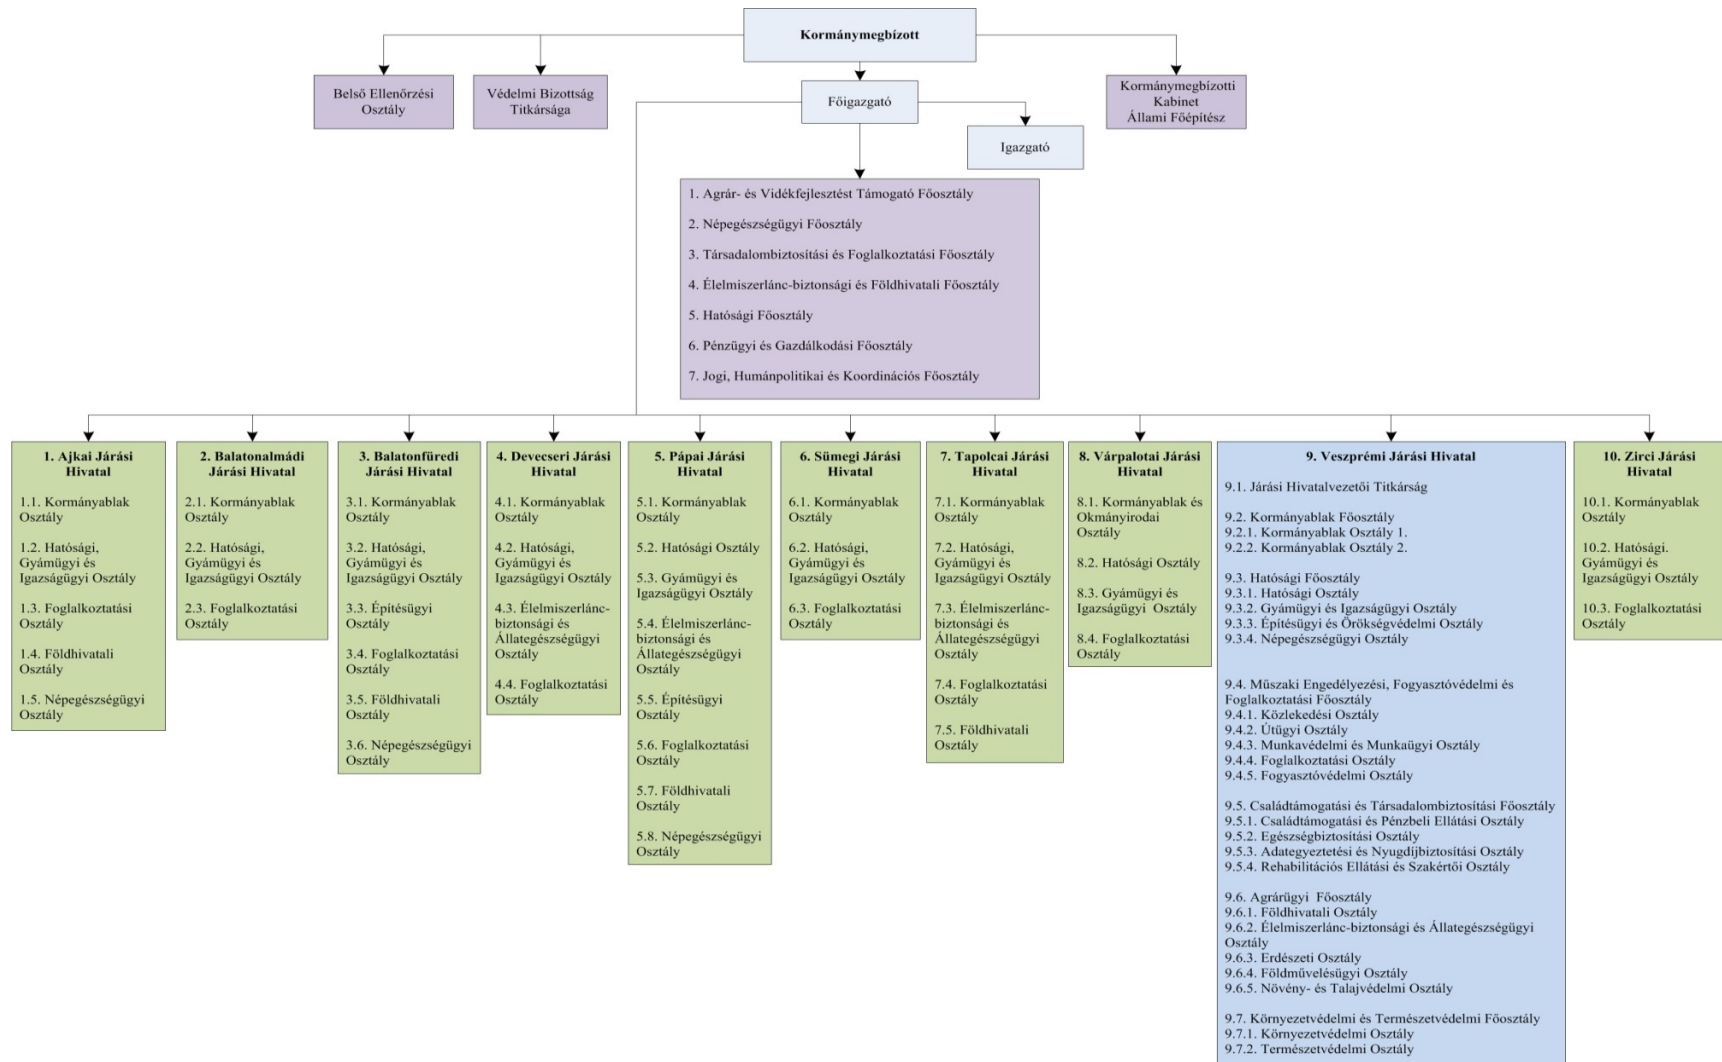 Kormánymegbízott
Belső Ellenőrzési
Osztály
Védelmi Bizottság
Titkársága
Kormánymegbízotti
Kabinet
Állami Főépítész
Főigazgató
Igazgató
1. Agrár- és Vidékfejlesztést Támogató Főosztály
2. Népegészségügyi Főosztály
3. Társadalombiztosítási és Foglalkoztatási Főosztály
4. Élelmiszerlánc-biztonsági és Földhivatali Főosztály
5. Hatósági Főosztály
6. Pénzügyi és Gazdálkodási Főosztály
7. Jogi, Humánpolitikai és Koordinációs Főosztály
1. Ajkai Járási
Hivatal
1.1. Kormányablak
Osztály
1.2. Hatósági,
Gyámügyi és
Igazságügyi Osztály
1.3. Foglalkoztatási
Osztály
1.4. Földhivatali
Osztály
1.5. Népegészségügyi
Osztály
2. Balatonalmádi
Járási Hivatal
2.1. Kormányablak
Osztály
2.2. Hatósági,
Gyámügyi és
Igazságügyi Osztály
2.3. Foglalkoztatási
Osztály
3. Balatonfüredi
Járási Hivatal
3.1. Kormányablak
Osztály
3.2. Hatósági,
Gyámügyi és
Igazságügyi Osztály
3.3. Építésügyi
Osztály
3.4. Foglalkoztatási
Osztály
3.5. Földhivatali
Osztály
3.6. Népegészségügyi
Osztály
4. Devecseri Járási
Hivatal
4.1. Kormányablak
Osztály
4.2. Hatósági,
Gyámügyi és
Igazságügyi Osztály
4.3. Élelmiszerlánc-
biztonsági és
Állategészségügyi
Osztály
4.4. Foglalkoztatási
Osztály
5. Pápai Járási
Hivatal
5.1. Kormányablak
Osztály
5.2. Hatósági Osztály
5.3. Gyámügyi és
Igazságügyi Osztály
5.4. Élelmiszerlánc-
biztonsági és
Állategészségügyi
Osztály
5.5. Építésügyi
Osztály
5.6. Foglalkoztatási
Osztály
5.7. Földhivatali
Osztály
5.8. Népegészségügyi
Osztály
6. Sümegi Járási
Hivatal
6.1. Kormányablak
Osztály
6.2. Hatósági,
Gyámügyi és
Igazságügyi Osztály
6.3. Foglalkoztatási
Osztály
7. Tapolcai Járási
Hivatal
7.1. Kormányablak
Osztály
7.2. Hatósági,
Gyámügyi és
Igazságügyi Osztály
7.3. Élelmiszerlánc-
biztonsági és
Állategészségügyi
Osztály
7.4. Foglalkoztatási
Osztály
7.5. Földhivatali
Osztály
8. Várpalotai Járási
Hivatal
8.1. Kormányablak és
Okmányirodai
Osztály
8.2. Hatósági Osztály
8.3. Gyámügyi és
Igazságügyi Osztály
8.4. Foglalkoztatási
Osztály
9. Veszprémi Járási Hivatal
9.1. Járási Hivatalvezetői Titkárság
9.2. Kormányablak Főosztály
9.2.1. Kormányablak Osztály 1.
9.2.2. Kormányablak Osztály 2.
9.3. Hatósági Főosztály
9.3.1. Hatósági Osztály
9.3.2. Gyámügyi és Igazságügyi Osztály
9.3.3. Építésügyi és Örökségvédelmi Osztály
9.3.4. Népegészségügyi Osztály
9.4. Műszaki Engedélyezési, Fogyasztóvédelmi és
Foglalkoztatási Főosztály
9.4.1. Közlekedési Osztály
9.4.2. Útügyi Osztály
9.4.3. Munkavédelmi és Munkaügyi Osztály
9.4.4. Foglalkoztatási Osztály
9.4.5. Fogyasztóvédelmi Osztály
9.5. Családtámogatási és Társadalombiztosítási Főosztály
9.5.1. Családtámogatási és Pénzbeli Ellátási Osztály
9.5.2. Egészségbiztosítási Osztály
9.5.3. Adategyeztetési és Nyugdíjbiztosítási Osztály
9.5.4. Rehabilitációs Ellátási és Szakértői Osztály
9.6. Agrárügyi Főosztály
9.6.1. Földhivatali Osztály
9.6.2. Élelmiszerlánc-biztonsági és Állategészségügyi
Osztály
9.6.3. Erdészeti Osztály
9.6.4. Földművelésügyi Osztály
9.6.5. Növény- és Talajvédelmi Osztály
9.7. Környezetvédelmi és Természetvédelmi Főosztály
9.7.1. Környezetvédelmi Osztály
9.7.2. Természetvédelmi Osztály
10. Zirci Járási
Hivatal
10.1. Kormányablak
Osztály
10.2. Hatósági.
Gyámügyi és
Igazságügyi Osztály
10.3. Foglalkoztatási
Osztály